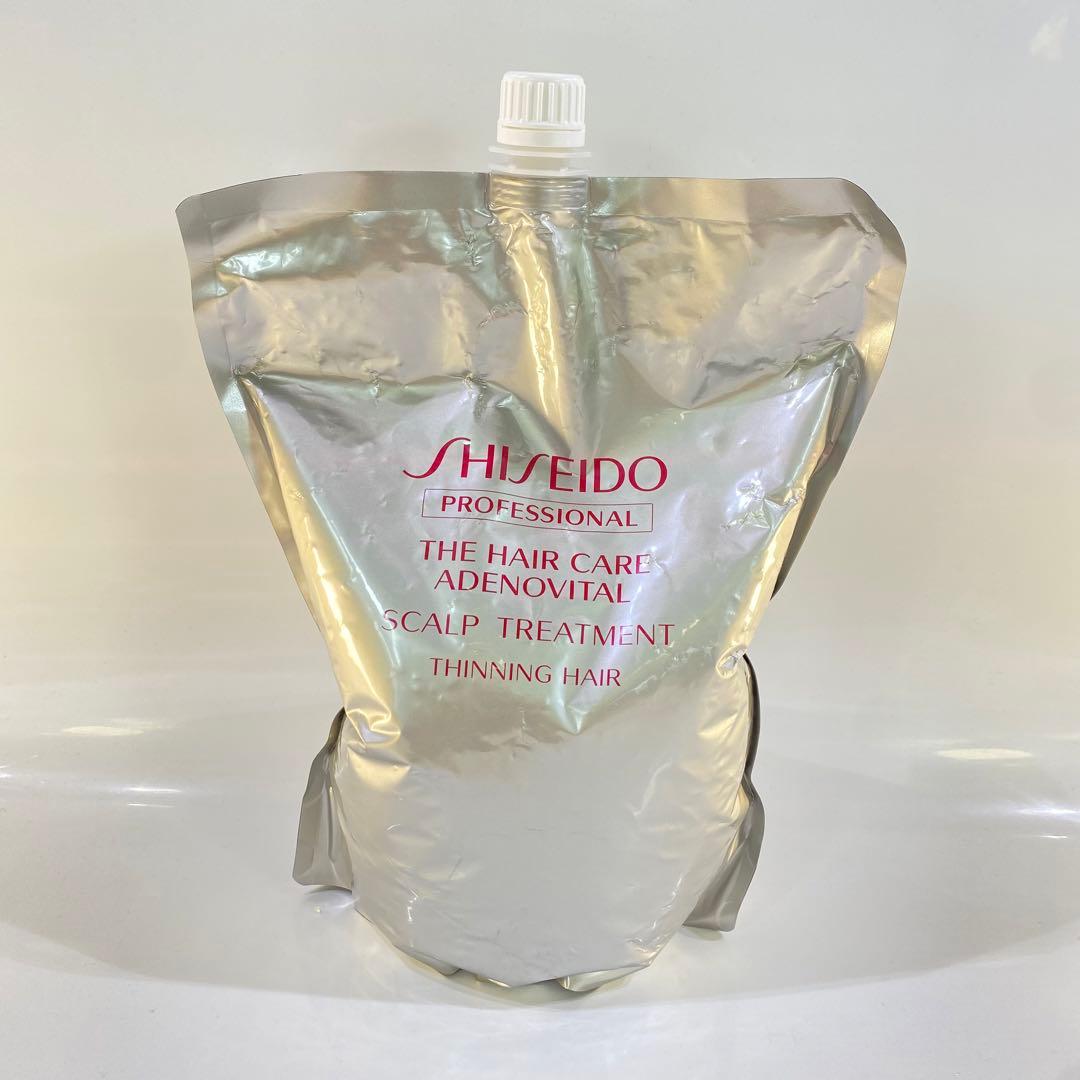 SHISEIDO
PROFESSIONAL
THE HAIR CARE
ADENOVITAL
SCALP TREATMENT
THINNING HAIR